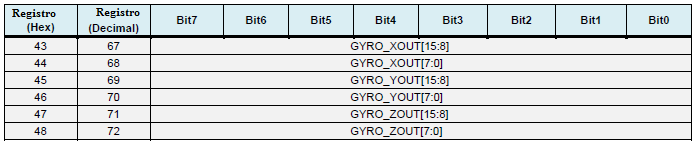 Registro (Hex) Registro (Decimal) Bit7 Bit6 Bit5 Bit4 Bit3 Bit2 Bit1 Bit0
43 67 GYRO_XOUT[15:8]
44 68 GYRO_XOUT[7:0]
45 69 GYRO_YOUT[15:8]
46 70 GYRO_YOUT[7:0]
47 71 GYRO_ZOUT[15:8]
48 72 GYRO_ZOUT[7:0]